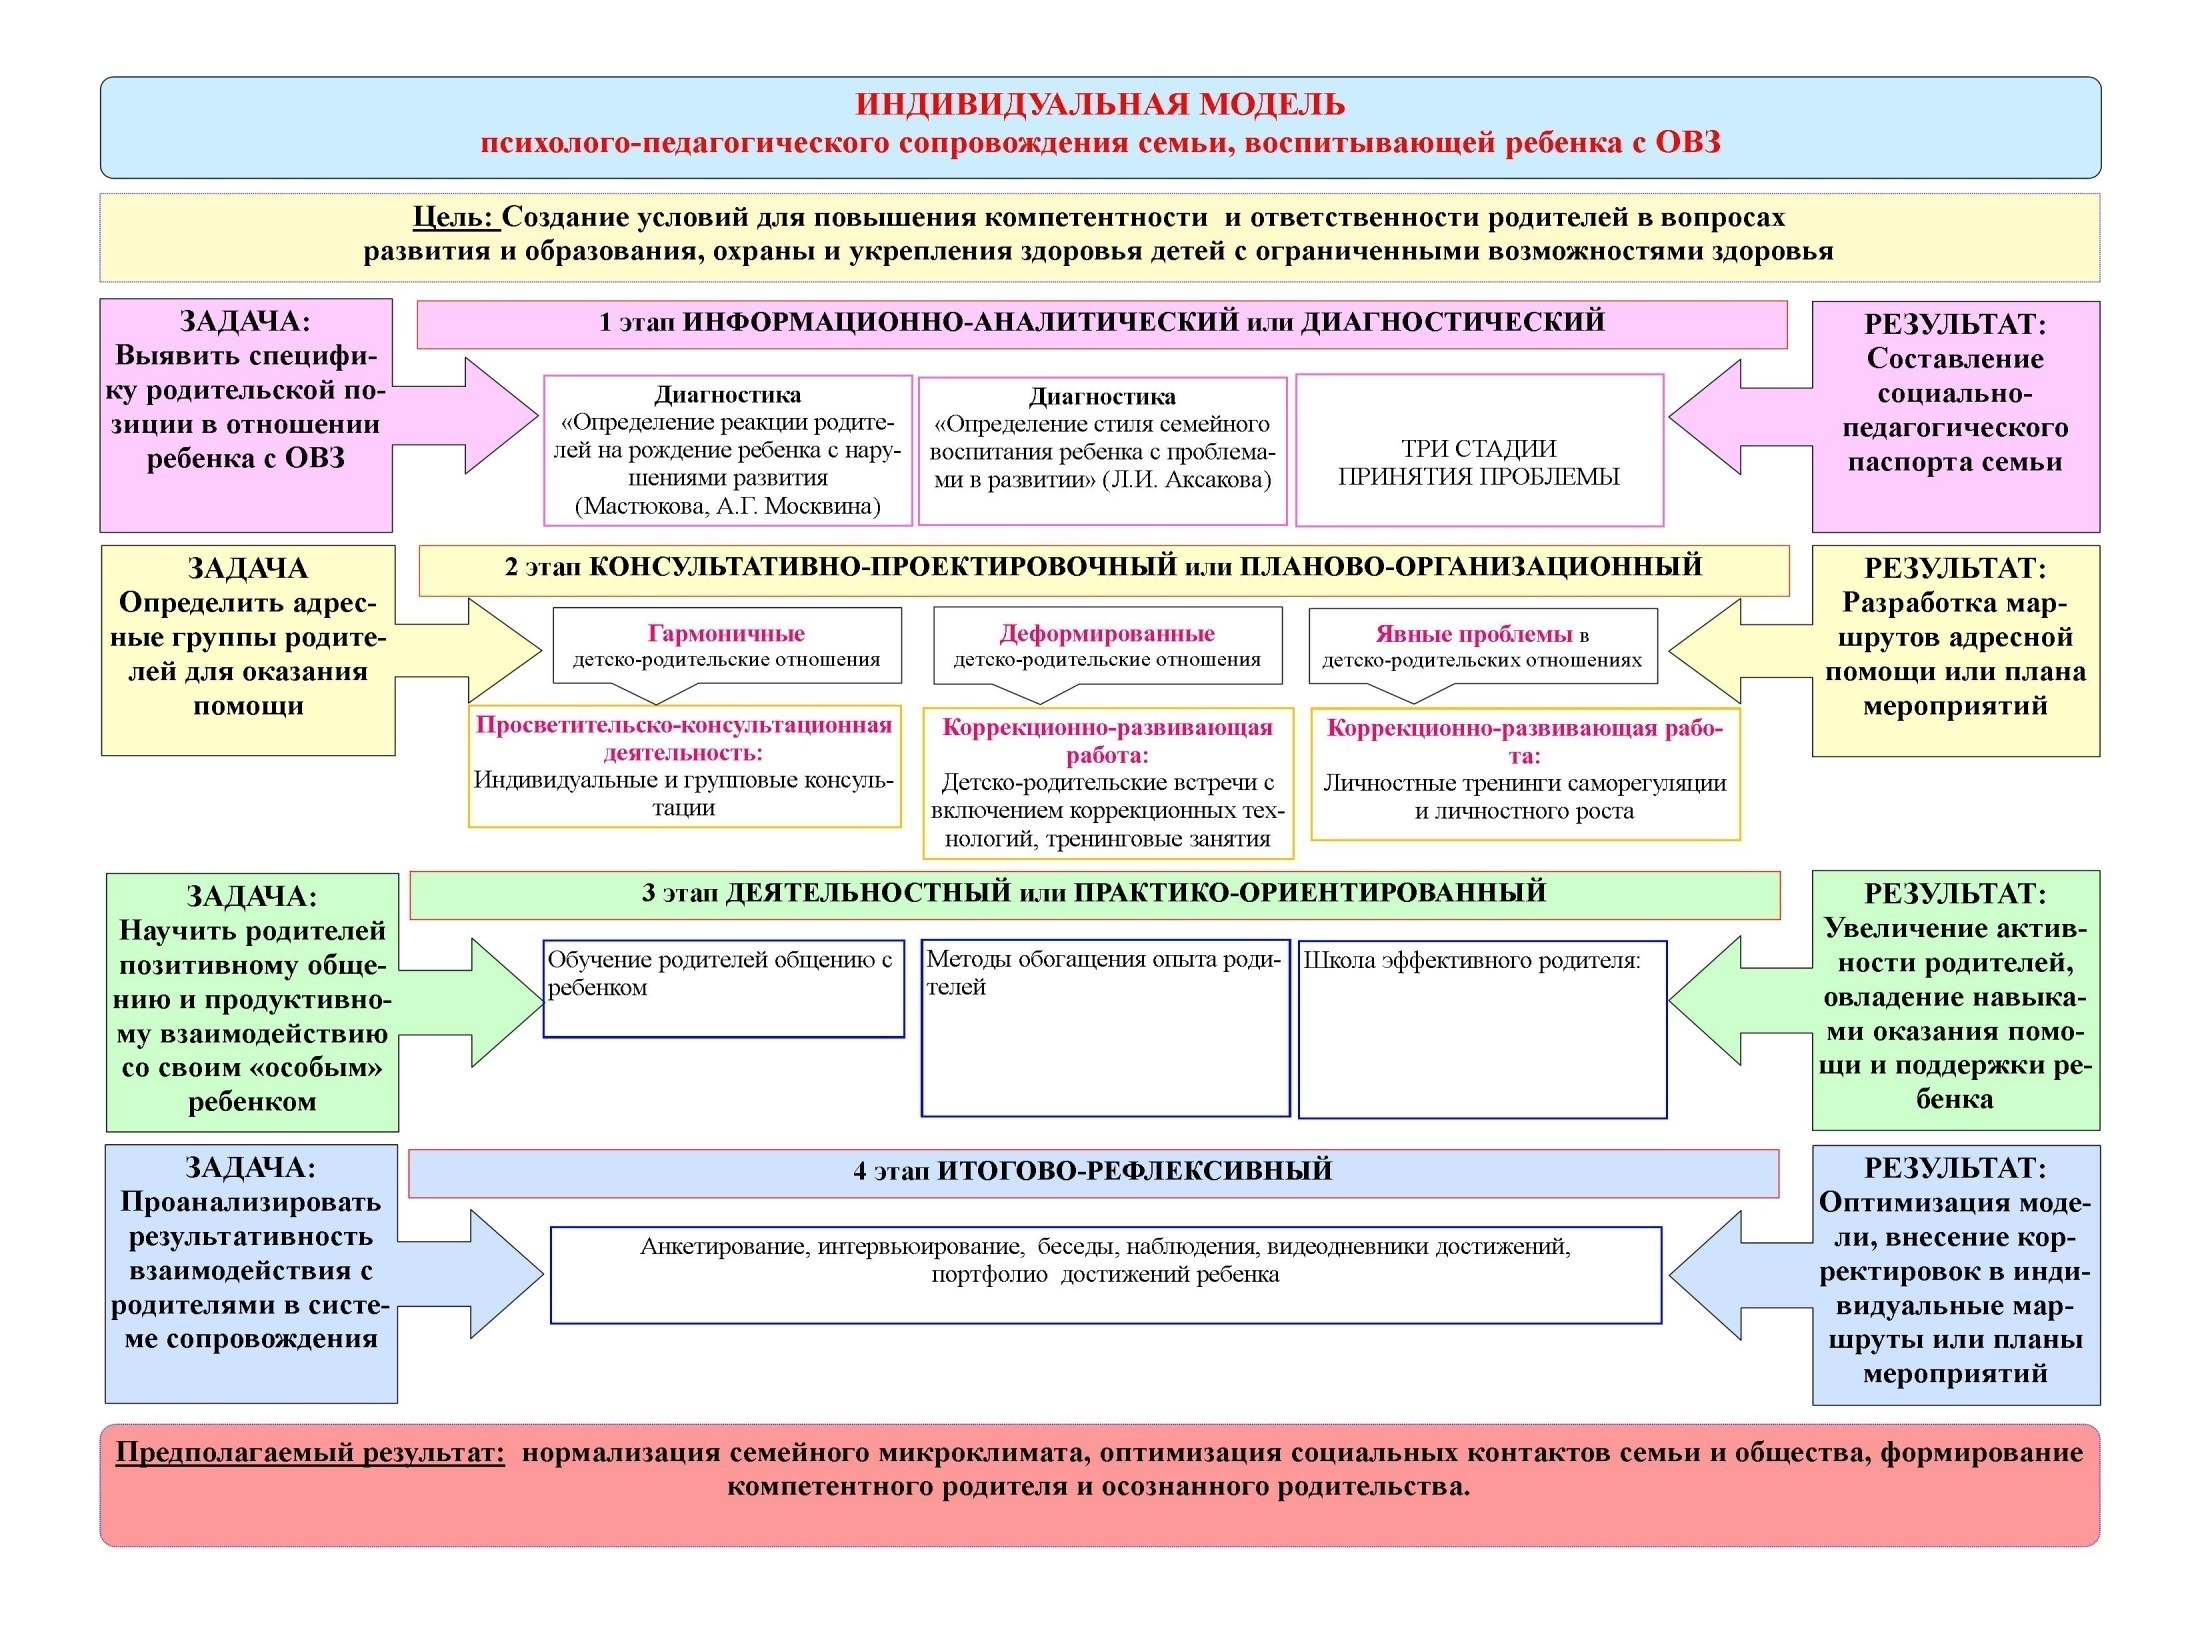 ИНДИВИДУАЛЬНАЯ МОДЕЛЬ
психолого-педагогического сопровождения семьи, воспитывающей ребенка с ОВЗ
Цель: Создание условий для повышения компетентности и ответственности родителей в вопросах
развития и образования, охраны и укрепления здоровья детей с ограниченными возможностями здоровья
ЗАДАЧА:
Выявить специфи-
ку родительской по-
зиции в отношении
ребенка с ОВЗ
1 этап ИНФОРМАЦИОННО-АНАЛИТИЧЕСКИЙ или ДИАГНОСТИЧЕСКИЙ
Диагностика
«Определение реакции родите-
лей на рождение ребенка с нару-
шениями развития
(Мастюкова, А.Г. Москвина)
Диагностика
«Определение стиля семейного
воспитания ребенка с проблема-
ми в развитии» (Л.И. Аксакова)
ТРИ СТАДИИ
ПРИНЯТИЯ ПРОБЛЕМЫ
РЕЗУЛЬТАТ:
Составление
социально-
педагогического
паспорта семьи
ЗАДАЧА
Определить адрес-
ные группы родите-
лей для оказания
помощи
2 этап КОНСУЛЬТАТИВНО-ПРОЕКТИРОВОЧНЫЙ или ПЛАНОВО-ОРГАНИЗАЦИОННЫЙ
Гармоничные
детско-родительские отношения
Деформированные
детско-родительские отношения
Явные проблемы в
детско-родительских отношениях
Просветительско-консультационная
деятельность:
Индивидуальные и групповые консуль-
тации
Коррекционно-развивающая
работа:
Детско-родительские встречи с
включением коррекционных тех-
нологий, тренинговые занятия
Коррекционно-развивающая рабо-
та:
Личностные тренинги саморегуляции
и личностного роста
РЕЗУЛЬТАТ:
Разработка мар-
шрутов адресной
помощи или плана
мероприятий
ЗАДАЧА:
Научить родителей
позитивному обще-
нию и продуктивно-
му взаимодействию
со своим «особым»
ребенком
3 этап ДЕЯТЕЛЬНОСТНЫЙ или ПРАКТИКО-ОРИЕНТИРОВАННЫЙ
Обучение родителей общению с
ребенком
Методы обогащения опыта роди-
телей
Школа эффективного родителя:
РЕЗУЛЬТАТ:
Увеличение актив-
ности родителей,
овладение навыка-
ми оказания помо-
щи и поддержки ре-
бенка
ЗАДАЧА:
Проанализировать
результативность
взаимодействия с
родителями в систе-
ме сопровождения
4 этап ИТОГОВО-РЕФЛЕКСИВНЫЙ
Анкетирование, интервьюирование, беседы, наблюдения, видеодневники достижений,
портфолио достижений ребенка
РЕЗУЛЬТАТ:
Оптимизация моде-
ли, внесение кор-
ректировок в инди-
видуальные мар-
шруты или планы
мероприятий
Предполагаемый результат: нормализация семейного микроклимата, оптимизация социальных контактов семьи и общества, формирование
компетентного родителя и осознанного родительства.